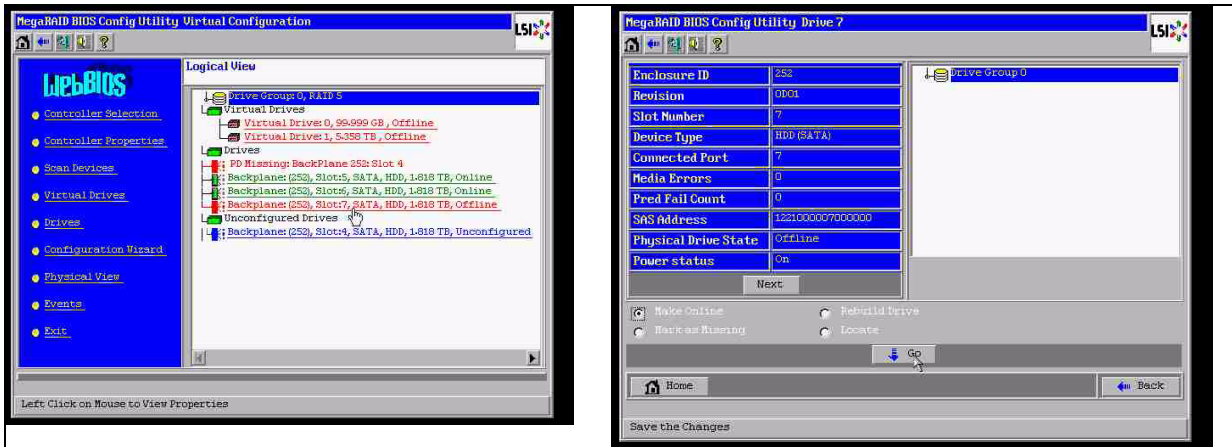 MegaRAID BIOS Config Utility Virtual Configuration
LSI
WebBIOS
Controller Selection
Controller Properties
Scan Devices
Virtual Drives
Drives
Configuration Wizard
Physical View
Events
Exit
Logical View
Drive Group: 0, RAID 5
Virtual Drives
Virtual Drive: 0, 99.999 GB, Offline
Virtual Drive: 1, 5.358 TB, Offline
Drives
PD Missing: BackPlane 252: Slot 4
Backplane: (252), Slot:5, SATA, HDD, 1.818 TB, Online
Backplane: (252), Slot:6, SATA, HDD, 1.818 TB, Online
Backplane: (252), Slot:7, SATA, HDD, 1.818 TB, Offline
Unconfigured Drives
Backplane: (252), Slot:4, SATA, HDD, 1.818 TB, Unconfigured
Left Click on Mouse to View Properties
MegaRAID BIOS Config Utility Drive 7
LSI
Enclosure ID 252
Revision 0D01
Slot Number 7
Device Type HDD (SATA)
Connected Port 7
Media Errors 0
Pred Fail Count 0
SAS Address 1221000007000000
Physical Drive State Offline
Power status On
Next
Drive Group 0
Make Online Rebuild Drive
Mark as Missing Locate
Go
Home Back
Save the Changes